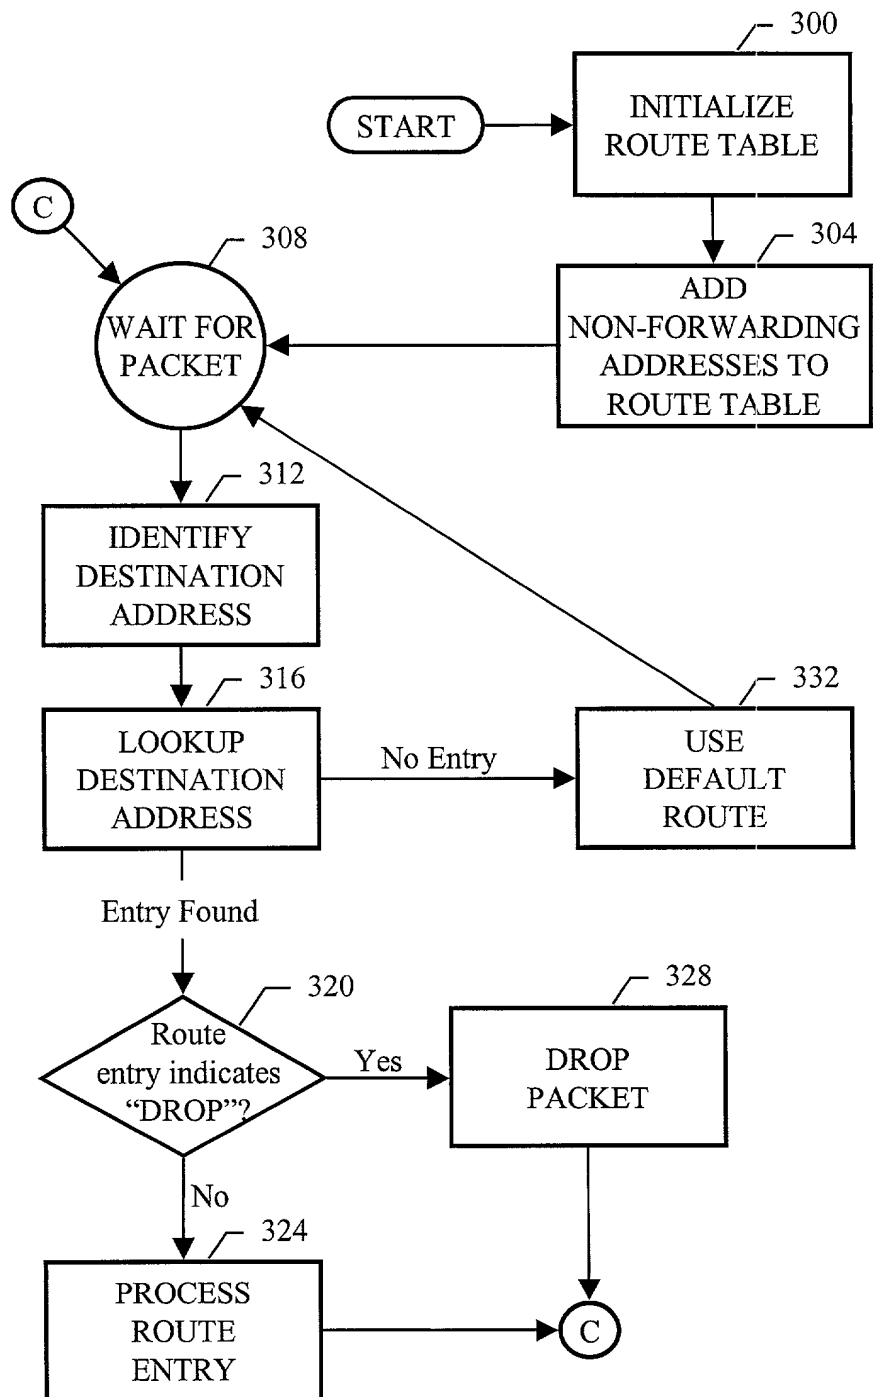 300
START
INITIALIZE
ROUTE TABLE
C
308
304
WAIT FOR
PACKET
ADD
NON-FORWARDING
ADDRESSES TO
ROUTE TABLE
312
IDENTIFY
DESTINATION
ADDRESS
316
LOOKUP
DESTINATION
ADDRESS
No Entry
332
USE
DEFAULT
ROUTE
Entry Found
320
Route
entry indicates
“DROP”?
Yes
328
DROP
PACKET
No
324
PROCESS
ROUTE
ENTRY
C